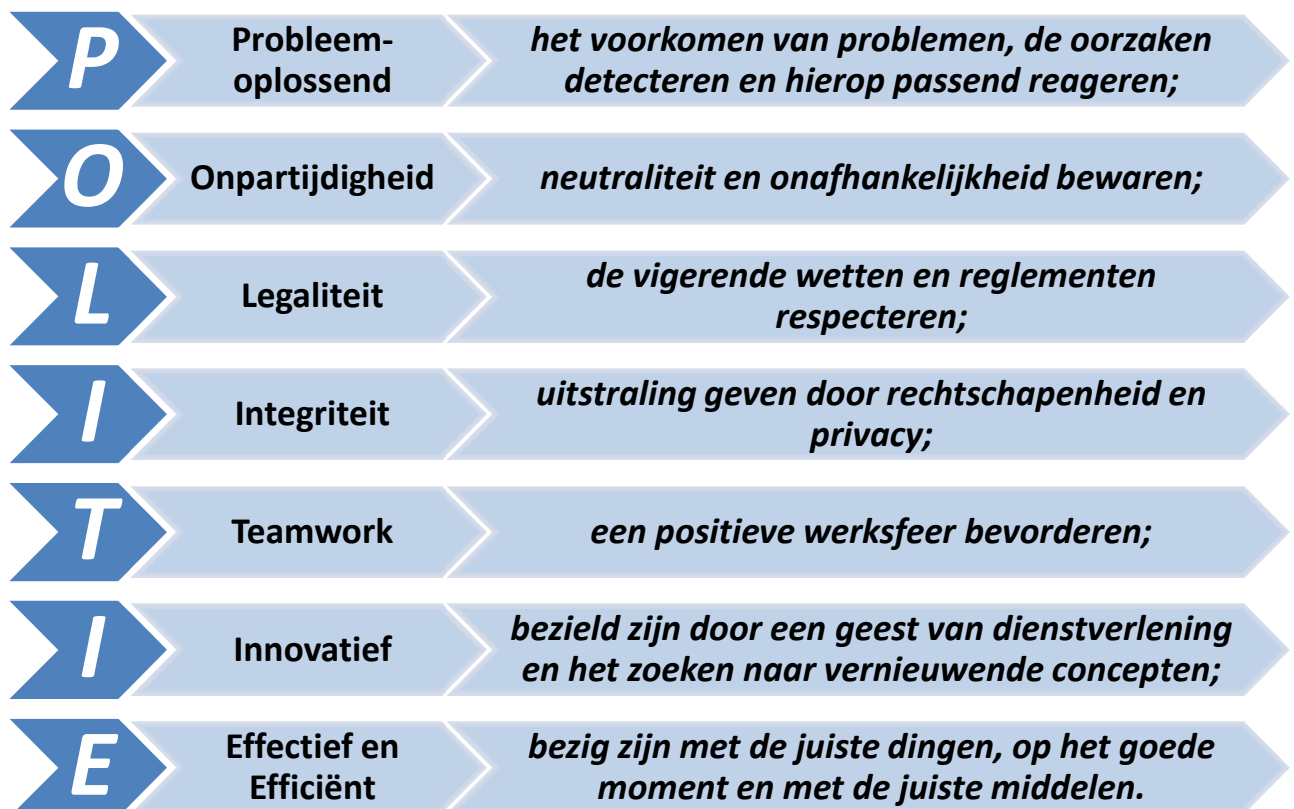 P
Probleem-
oplossend
het voorkomen van problemen, de oorzaken
detecteren en hierop passend reageren;
O
Onpartijdigheid
neutraliteit en onafhankelijkheid bewaren;
L
Legaliteit
de vigerende wetten en reglementen
respecteren;
I
Integriteit
uitstraling geven door rechtschapenheid en
privacy;
T
Teamwork
een positieve werksfeer bevorderen;
I
Innovatief
bezield zijn door een geest van dienstverlening
en het zoeken naar vernieuwende concepten;
E
Effectief en
Efficiënt
bezig zijn met de juiste dingen, op het goede
moment en met de juiste middelen.